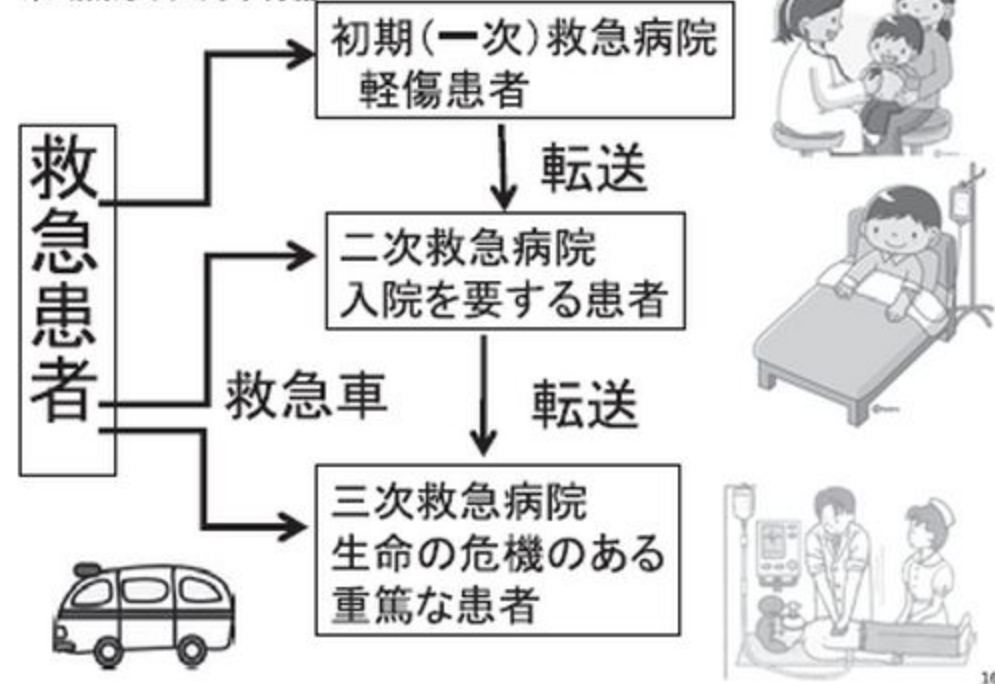 初期(一次)救急病院
軽傷患者
転送
救急患者
二次救急病院
入院を要する患者
救急車
転送
三次救急病院
生命の危機のある
重篤な患者
16